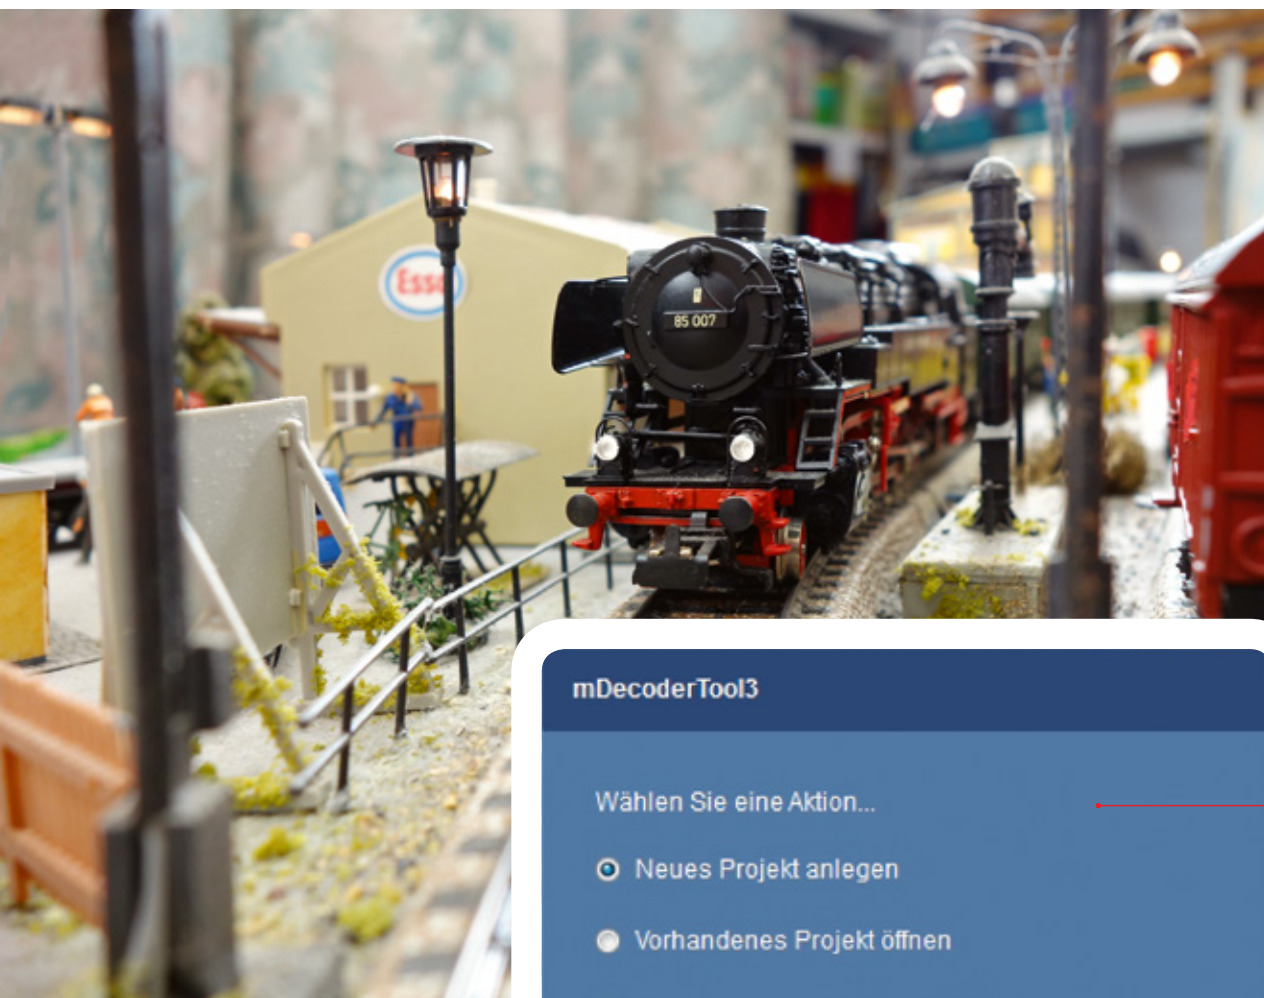 Esso
85 007
mDecoderTool3
Wählen Sie eine Aktion...
Neues Projekt anlegen
Vorhandenes Projekt öffnen